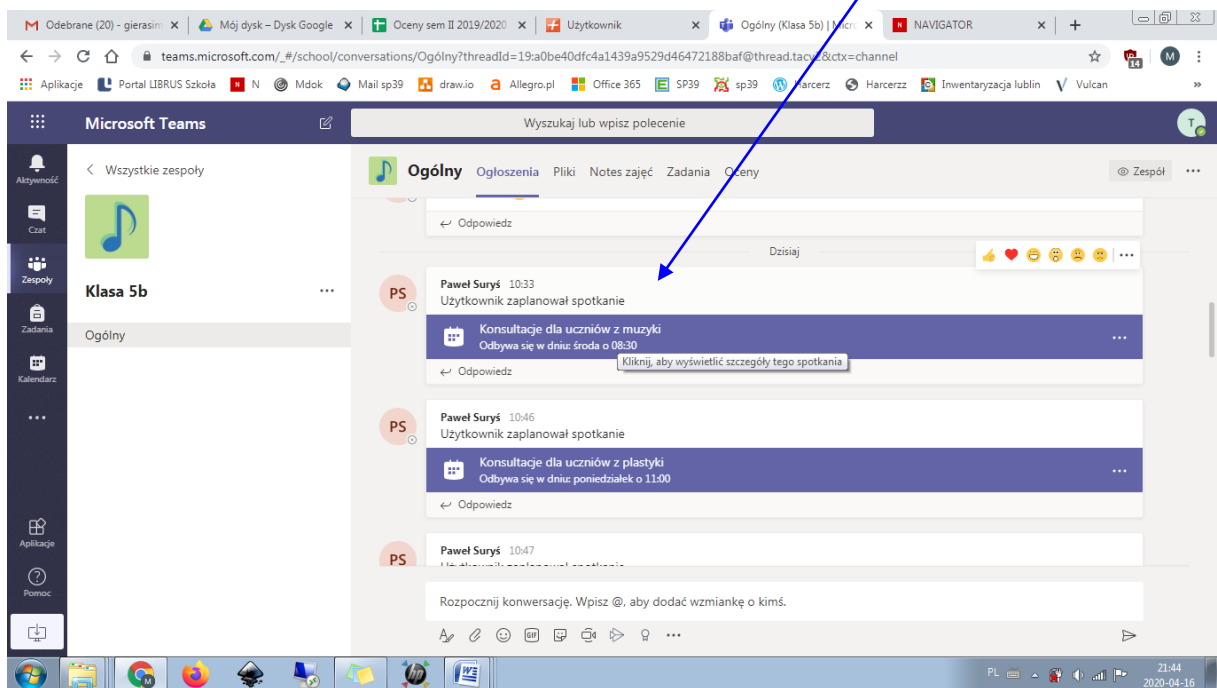 Odebrane (20) - gierasim
Mój dysk – Dysk Google
Oceny sem II 2019/2020
Użytkownik
Ogólny (Klasa 5b) | Micro
NAVIGATOR
teams.microsoft.com/_#/school/conversations/Ogólny?threadId=19:a0be40dfc4a1439a9529d46472188baf@thread.tacv2&ctx=channel
14
M
Aplikacje
Portal LIBRUS Szkoła
N
Mdok
Mail sp39
draw.io
Allegro.pl
Office 365
SP39
sp39
Harcerz
Harcerzz
Inwentaryzacja lublin
Vulcan
»
Microsoft Teams
Wyszukaj lub wpisz polecenie
T
Aktywność
Czat
Zespoły
Zadania
Kalendarz
Aplikacje
Pomoc
Wszystkie zespoły
Klasa 5b
Ogólny
Ogólny Ogłoszenia Pliki Notes zajęć Zadania Oceny
Zespół
Odpowiedz
Dzisiaj
PS
Paweł Suryś 10:33
Użytkownik zaplanował spotkanie
Konsultacje dla uczniów z muzyki
Odbywa się w dniu: środa o 08:30
Kliknij, aby wyświetlić szczegóły tego spotkania
Odpowiedz
PS
Paweł Suryś 10:46
Użytkownik zaplanował spotkanie
Konsultacje dla uczniów z plastyki
Odbywa się w dniu: poniedziałek o 11:00
Odpowiedz
PS
Paweł Suryś 10:47
Użytkownik zaplanował spotkanie
Rozpocznij konwersację. Wpisz @, aby dodać wzmiankę o kimś.
GIF
PL
21:44
2020-04-16